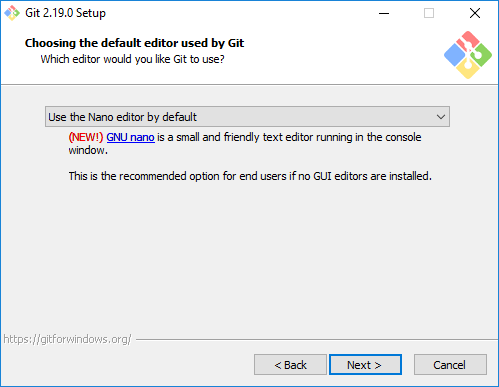 Git 2.19.0 Setup
Choosing the default editor used by Git
Which editor would you like Git to use?
Use the Nano editor by default
(NEW!) GNU nano is a small and friendly text editor running in the console
window.
This is the recommended option for end users if no GUI editors are installed.
https://gitforwindows.org/
< Back
Next >
Cancel